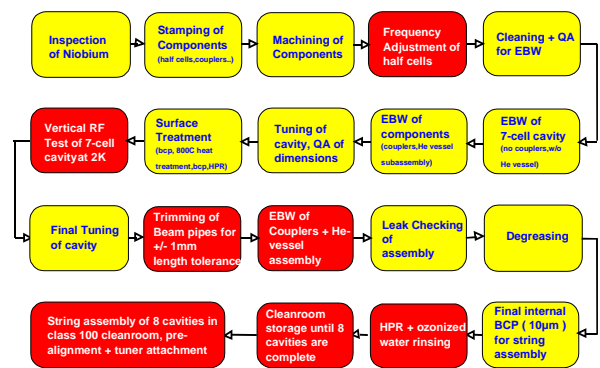 Inspection
of Niobium
Stamping of
Components
(half cells,couplers..)
Machining of
Components
Frequency
Adjustment of
half cells
Cleaning + QA
for EBW
Vertical RF
Test of 7-cell
cavityat 2K
Surface
Treatment
(bcp, 800C heat
treatment,bcp,HPR)
Tuning of
cavity, QA of
dimensions
EBW of
components
(couplers,He vessel
subassembly)
EBW of
7-cell cavity
(no couplers,w/o
He vessel)
Final Tuning
of cavity
Trimming of
Beam pipes for
+/- 1mm
length tolerance
EBW of
Couplers + He-
vessel
assembly
Leak Checking
of
assembly
Degreasing
String assembly of 8 cavities in
class 100 cleanroom, pre-
alignment + tuner attachment
Cleanroom
storage until 8
cavities are
complete
HPR + ozonized
water rinsing
Final internal
BCP ( 10µm )
for string
assembly